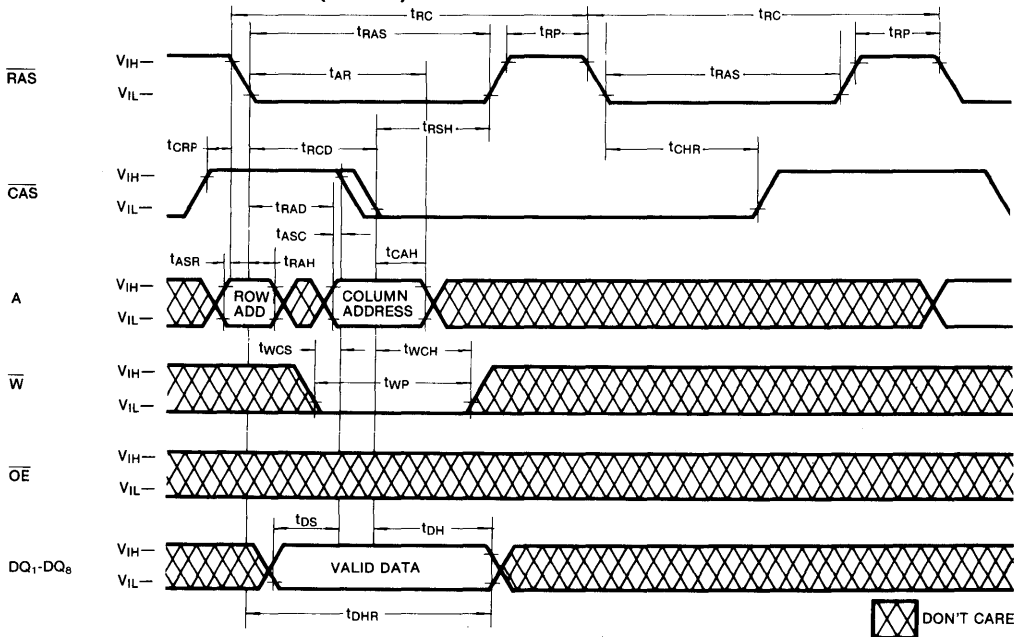 tRC tRC
tRAS tRP tRP
RAS VIH— tAR tRAS
VIL—
tRSH
tCRP tRCD tCHR
CAS VIH—
VIL— tRAD
tASC
tASR tRAH tCAH
A VIH— ROW ADD COLUMN ADDRESS
VIL—
tWCS tWCH
W VIH— tWP
VIL—
OE VIH—
VIL—
tDS tDH
DQ1-DQ8 VIH— VALID DATA
VIL—
tDHR
DON'T CARE